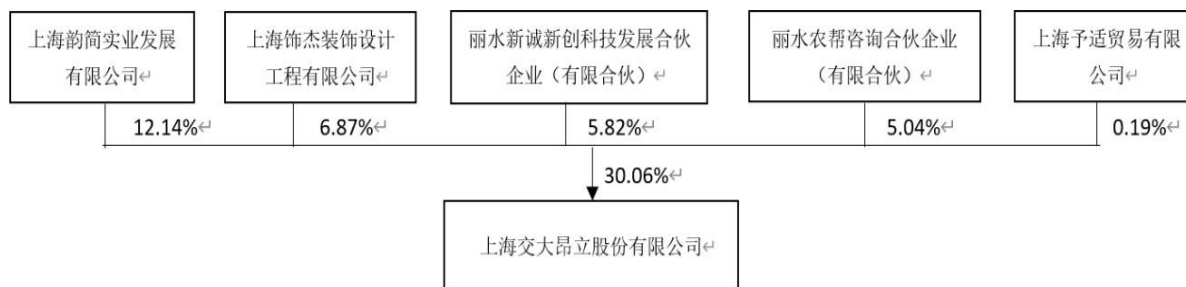 上海韵简实业发展
有限公司↵
上海饰杰装饰设计
工程有限公司↵
丽水新诚新创科技发展合伙
企业（有限合伙）↵
丽水农帮咨询合伙企业
（有限合伙）↵
上海予适贸易有限
公司↵
12.14%↵
6.87%↵
5.82%↵
5.04%↵
0.19%↵
30.06%↵
上海交大昂立股份有限公司↵